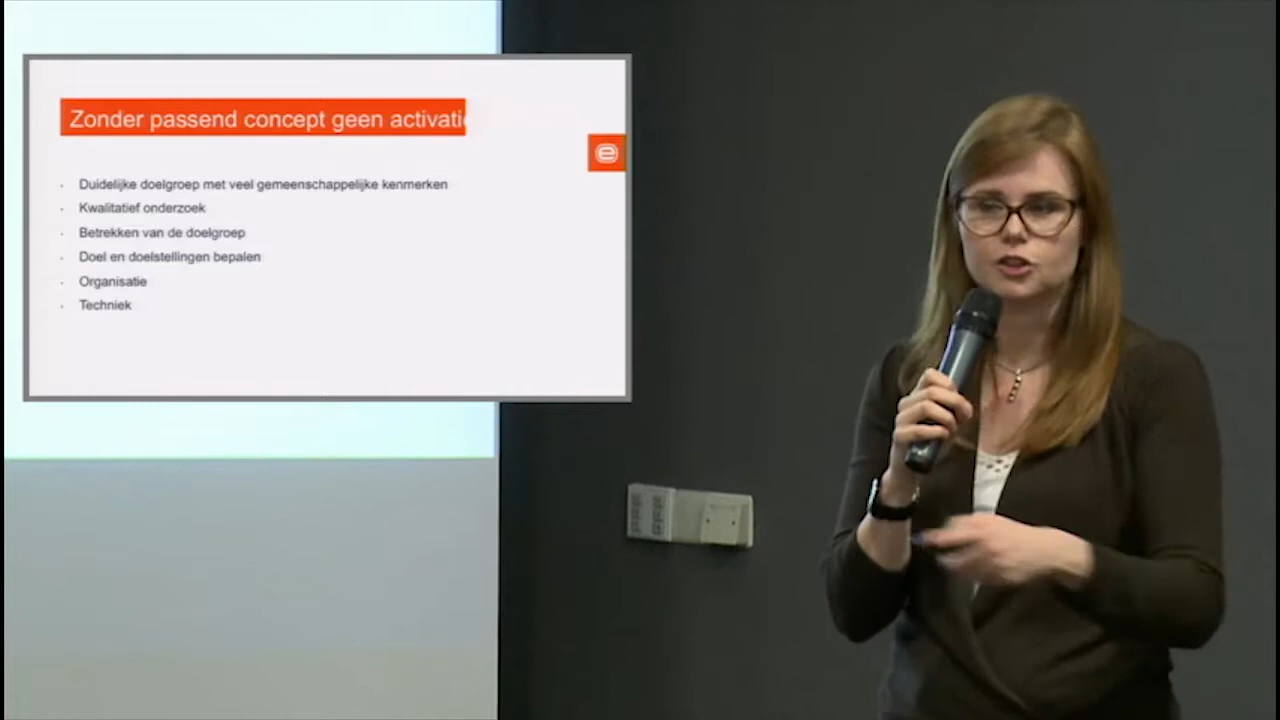 Zonder passend concept geen activatie
e
Duidelijke doelgroep met veel gemeenschappelijke kenmerken
Kwalitatief onderzoek
Betrekken van de doelgroep
Doel en doelstellingen bepalen
Organisatie
Techniek